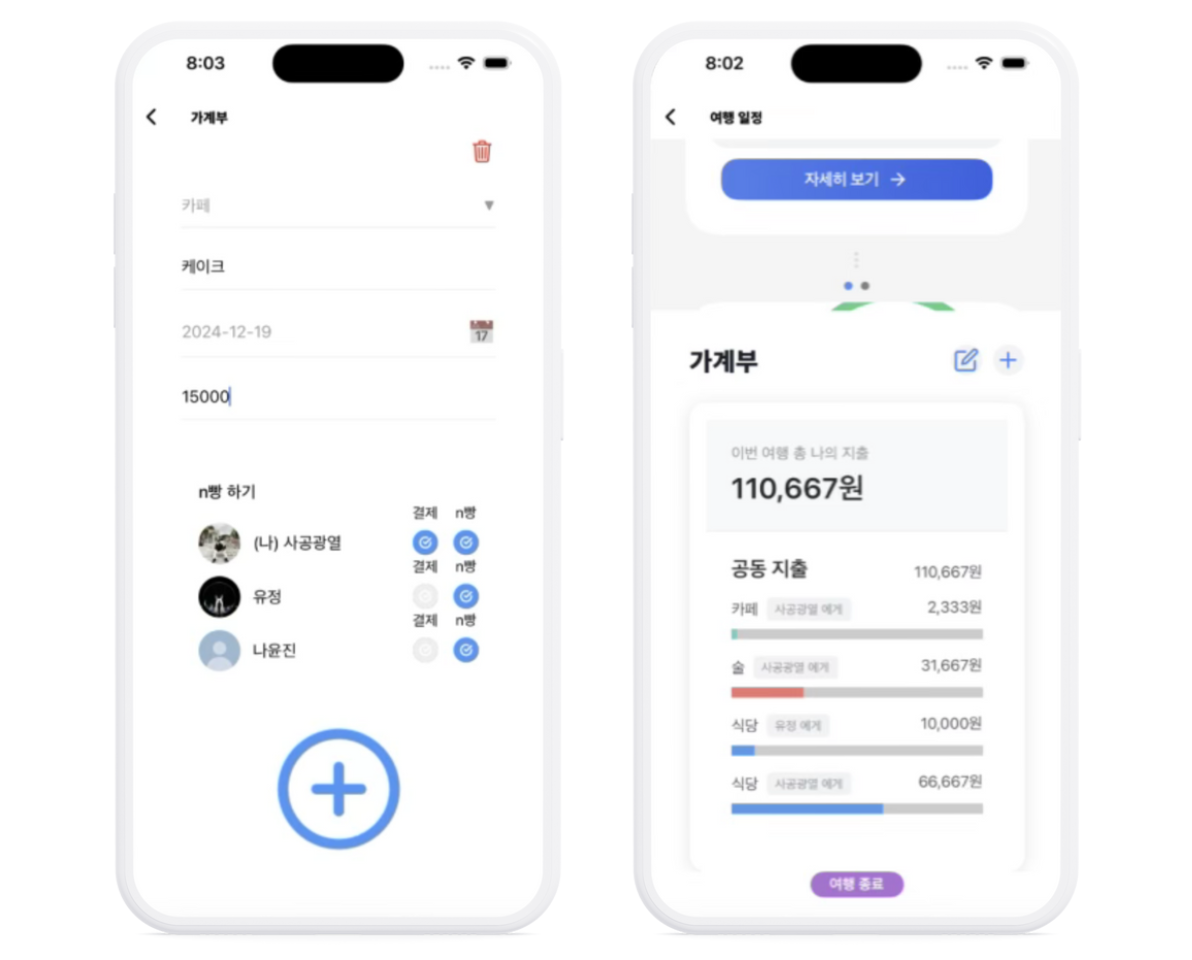 8:03
가계부
카페 ▼
케이크
2024-12-19 17
15000
n빵 하기
결제 n빵
(나) 사공광열
결제 n빵
유정
결제 n빵
나윤진
8:02
여행 일정
자세히 보기 →
가계부
이번 여행 총 나의 지출
110,667원
공동 지출 110,667원
카페 사공광열 에게 2,333원
술 사공광열 에게 31,667원
식당 유정 에게 10,000원
식당 사공광열 에게 66,667원
여행 종료